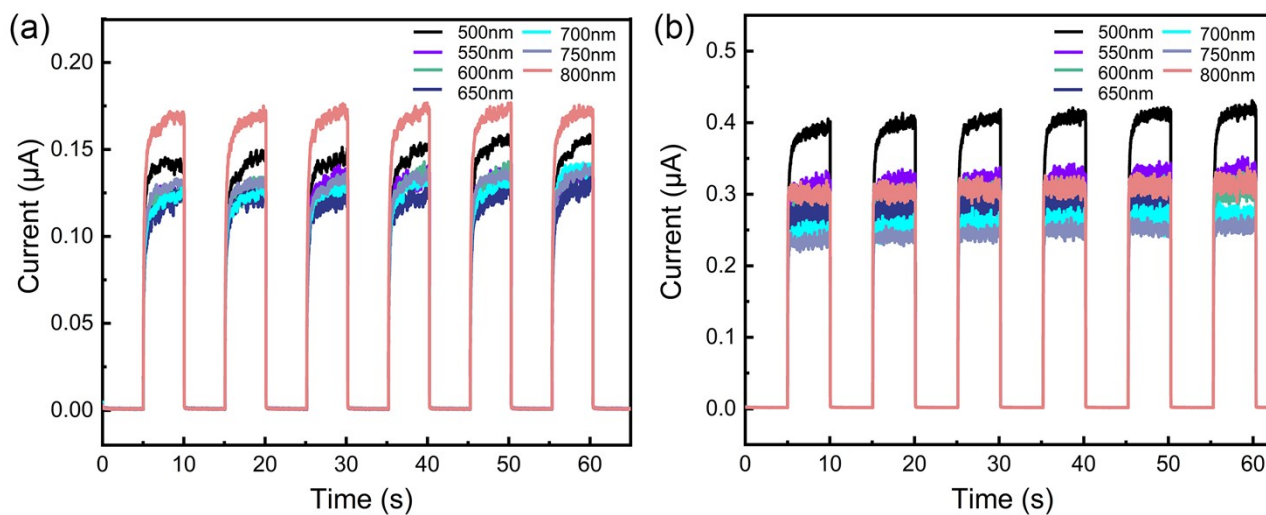 (a)
500nm 700nm
550nm 750nm
600nm 800nm
650nm
0.20
0.15
0.10
0.05
0.00
Current (µA)
0 10 20 30 40 50 60
Time (s)
(b)
500nm 700nm
550nm 750nm
600nm 800nm
650nm
0.5
0.4
0.3
0.2
0.1
0.0
Current (µA)
0 10 20 30 40 50 60
Time (s)